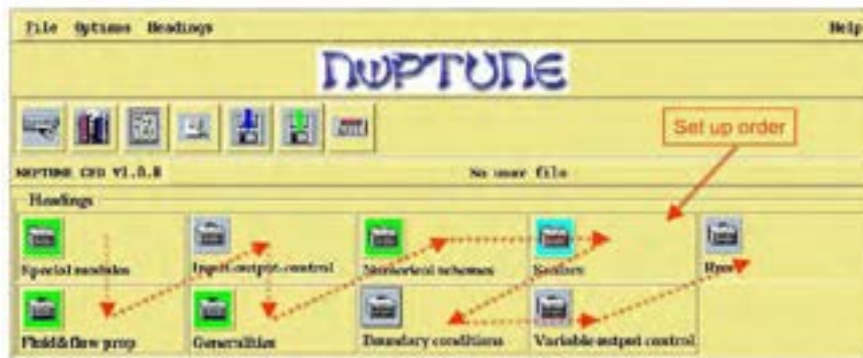 File Options Headings Help
NEPTUNE
Set up order
NEPTUNE CFD V1.0.8 No user file
Headings
Special modules Input-output-control Numerical schemes Scalars Run
Fluid&flow prop Generalities Boundary conditions Variable output control